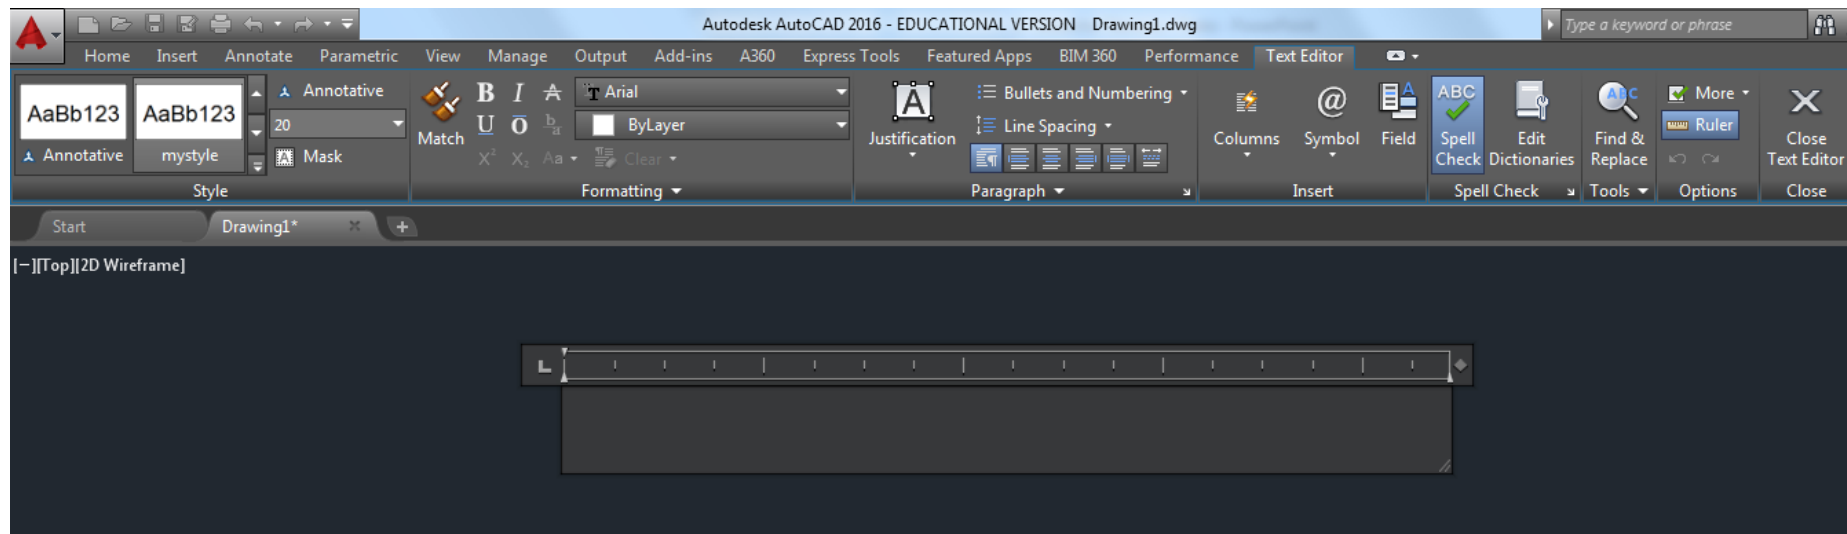 Autodesk AutoCAD 2016 - EDUCATIONAL VERSION Drawing1.dwg
Type a keyword or phrase
Home Insert Annotate Parametric View Manage Output Add-ins A360 Express Tools Featured Apps BIM 360 Performance Text Editor
AaBb123 AaBb123
Annotative mystyle
Annotative
20
Mask
Style
Match
B I A
U O b/a
X² X₂ Aa
Arial
ByLayer
Clear
Formatting
A
Justification
Bullets and Numbering
Line Spacing
Paragraph
Columns
@
Symbol
A
Field
Insert
ABC
Spell
Check
Edit
Dictionaries
Spell Check
ABC
Find &
Replace
Tools
More
Ruler
Options
Close
Text Editor
Close
Start Drawing1*
[−][Top][2D Wireframe]